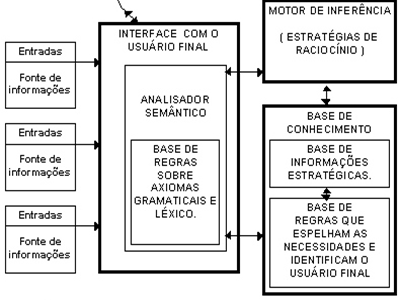 Entradas
Fonte de
informações
Entradas
Fonte de
informações
Entradas
Fonte de
informações
INTERFACE COM O
USUÁRIO FINAL
ANALISADOR
SEMÂNTICO
BASE DE
REGRAS
SOBRE
AXIOMAS
GRAMATICAIS E
LÉXICO.
MOTOR DE INFERÊNCIA
( ESTRATÉGIAS DE
RACIOCÍNIO )
BASE DE
CONHECIMENTO
BASE DE
INFORMAÇÕES
ESTRATÉGICAS.
BASE DE
REGRAS QUE
ESPELHAM AS
NECESSIDADES E
IDENTIFICAM O
USUÁRIO FINAL